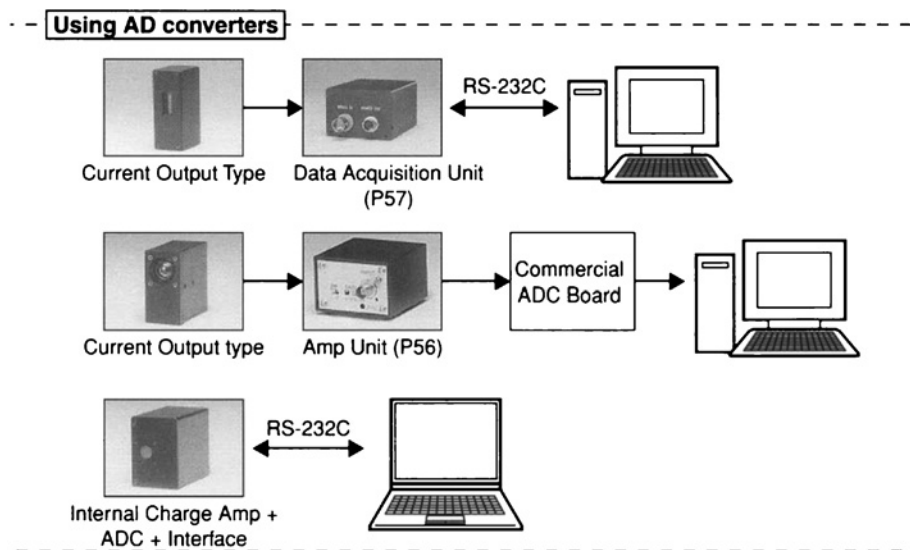 Using AD converters
RS-232C
Current Output Type
Data Acquisition Unit
(P57)
Commercial
ADC Board
Current Output type
Amp Unit (P56)
RS-232C
Internal Charge Amp +
ADC + Interface